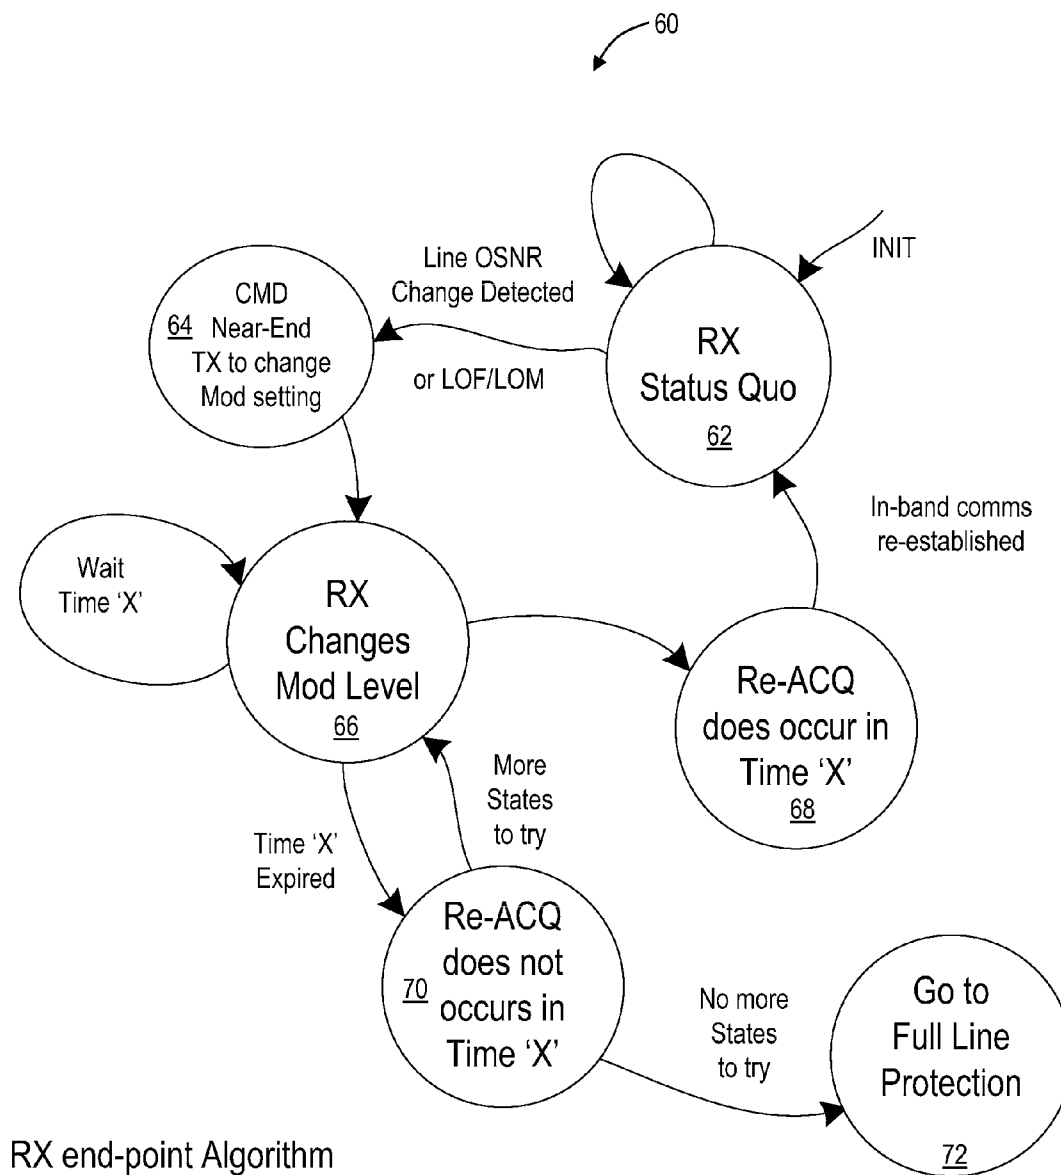 60
INIT
Line OSNR
Change Detected
or LOF/LOM
CMD
64 Near-End
TX to change
Mod setting
RX
Status Quo
62
In-band comms
re-established
Wait
Time ‘X’
RX
Changes
Mod Level
66
Re-ACQ
does occur in
Time ‘X’
68
More
States
to try
Time ‘X’
Expired
Re-ACQ
does not
70 occurs in
Time ‘X’
No more
States
to try
Go to
Full Line
Protection
72
RX end-point Algorithm